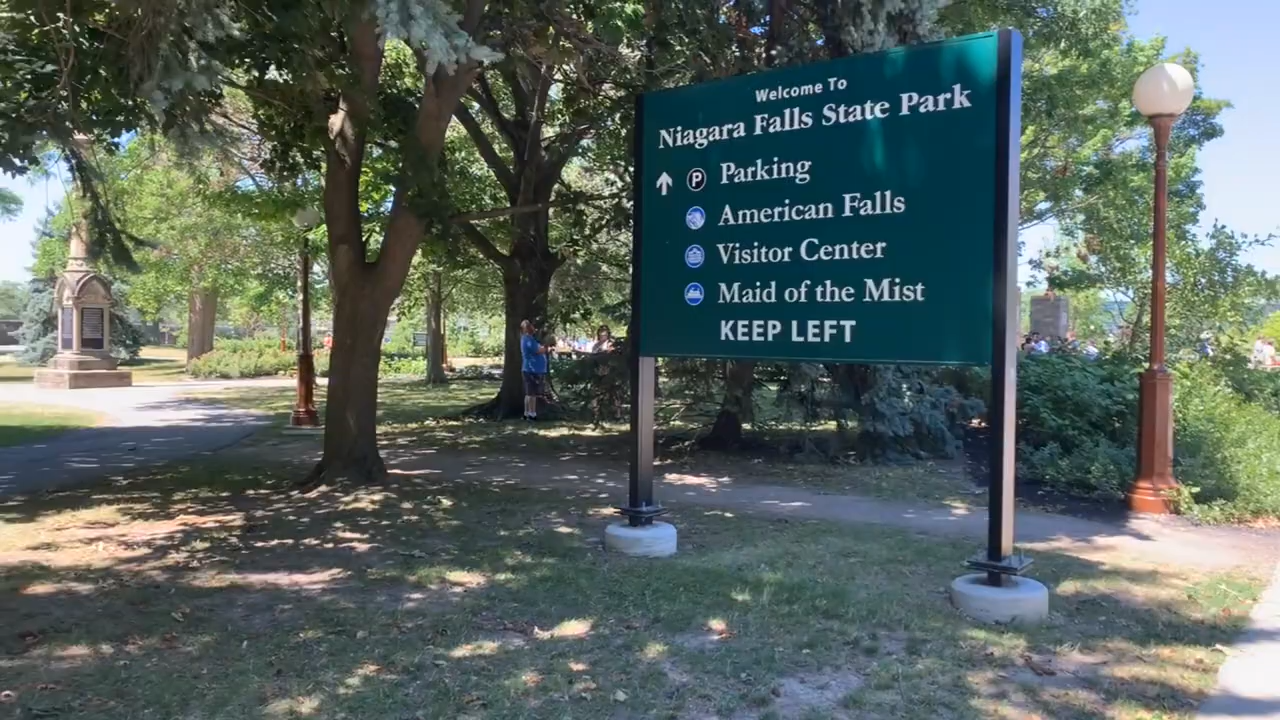 Welcome To
Niagara Falls State Park
P Parking
American Falls
Visitor Center
Maid of the Mist
KEEP LEFT